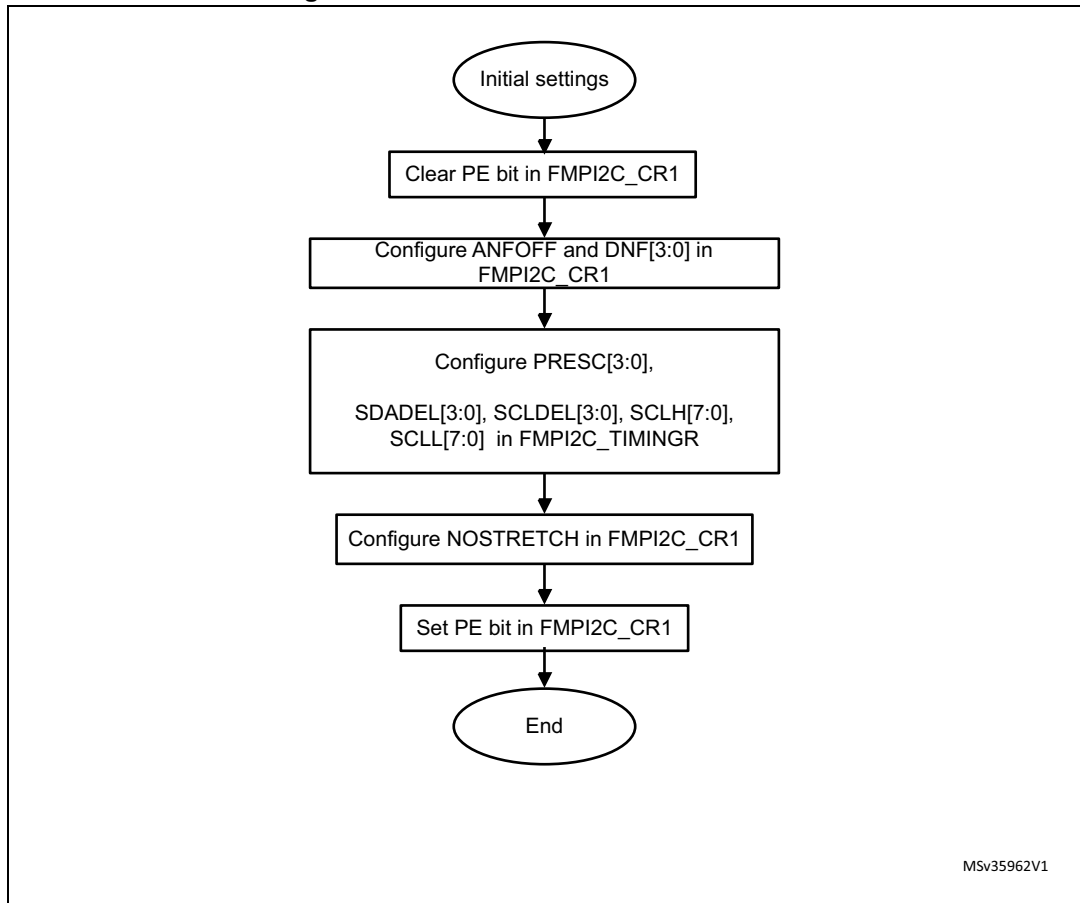 Initial settings
Clear PE bit in FMPI2C_CR1
Configure ANFOFF and DNF[3:0] in
FMPI2C_CR1
Configure PRESC[3:0],
SDADEL[3:0], SCLDEL[3:0], SCLH[7:0],
SCLL[7:0] in FMPI2C_TIMINGR
Configure NOSTRETCH in FMPI2C_CR1
Set PE bit in FMPI2C_CR1
End
MSv35962V1